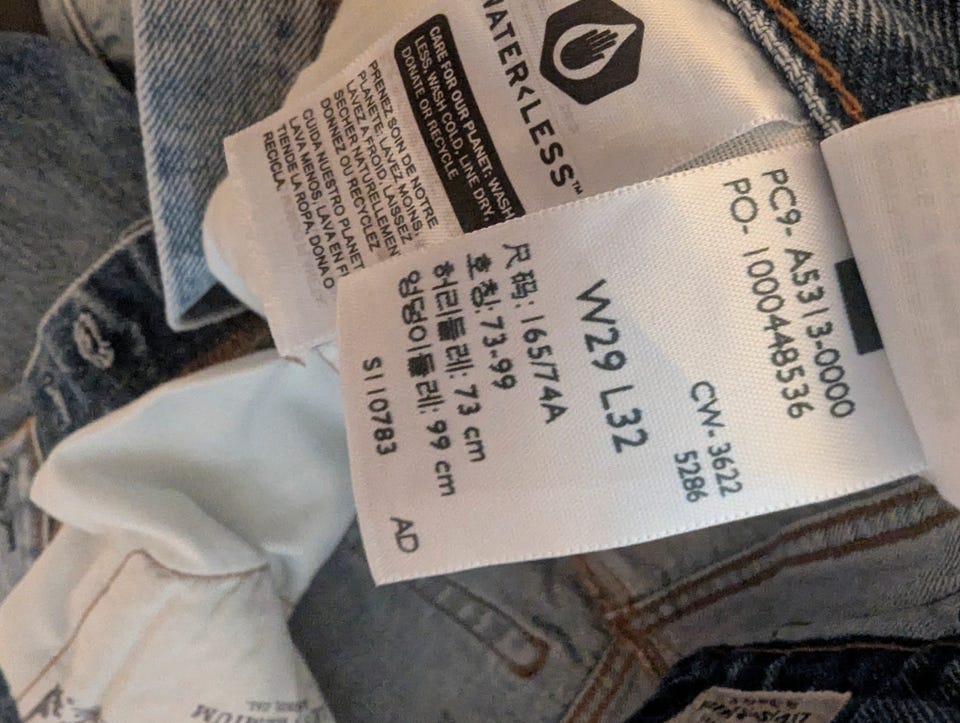 WATER<LESS™
CARE FOR OUR PLANET: WASH
LESS, WASH COLD, LINE DRY,
DONATE OR RECYCLE
PRENEZ SOIN DE NOTRE
PLANÈTE: LAVEZ MOINS,
LAVEZ À FROID, LAISSEZ
SÉCHER NATURELLEMEN
DONNEZ OU RECYCLEZ
CUIDA NUESTRO PLANET
LAVA MENOS, LAVA EN F
TIENDE LA ROPA, DONA O
RECICLA.
PC9- A5313-0000
PO- 1000448536
CW-3622
5286
W29 L32
尺码: 165/74A
호칭: 73-99
허리둘레: 73 cm
엉덩이둘레: 99 cm
S110783
AD